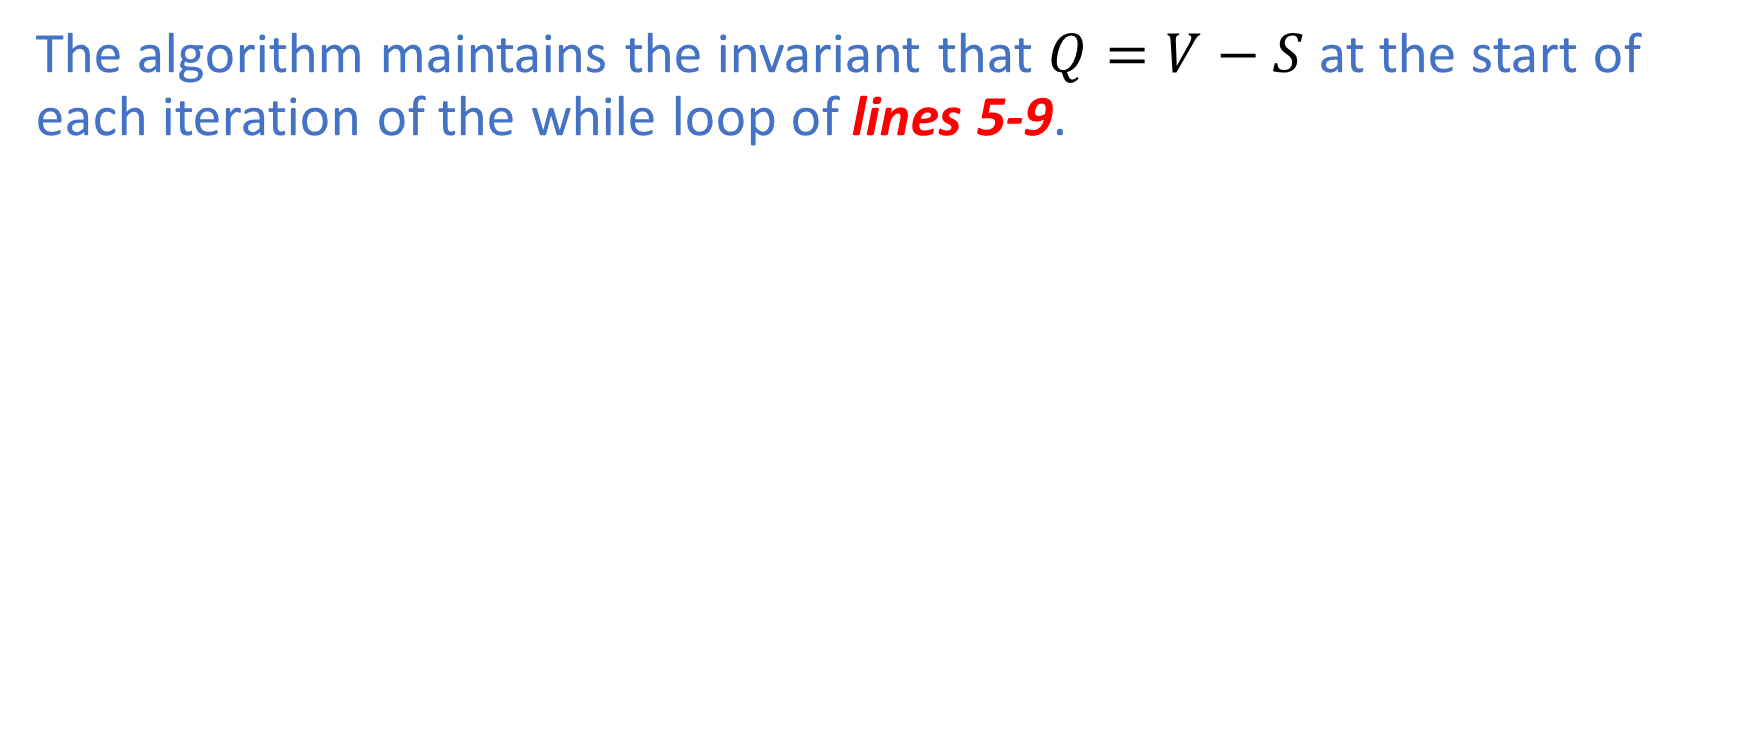 The algorithm maintains the invariant that 𝑄 = 𝑉 − 𝑆 at the start of
each iteration of the while loop of lines 5-9.